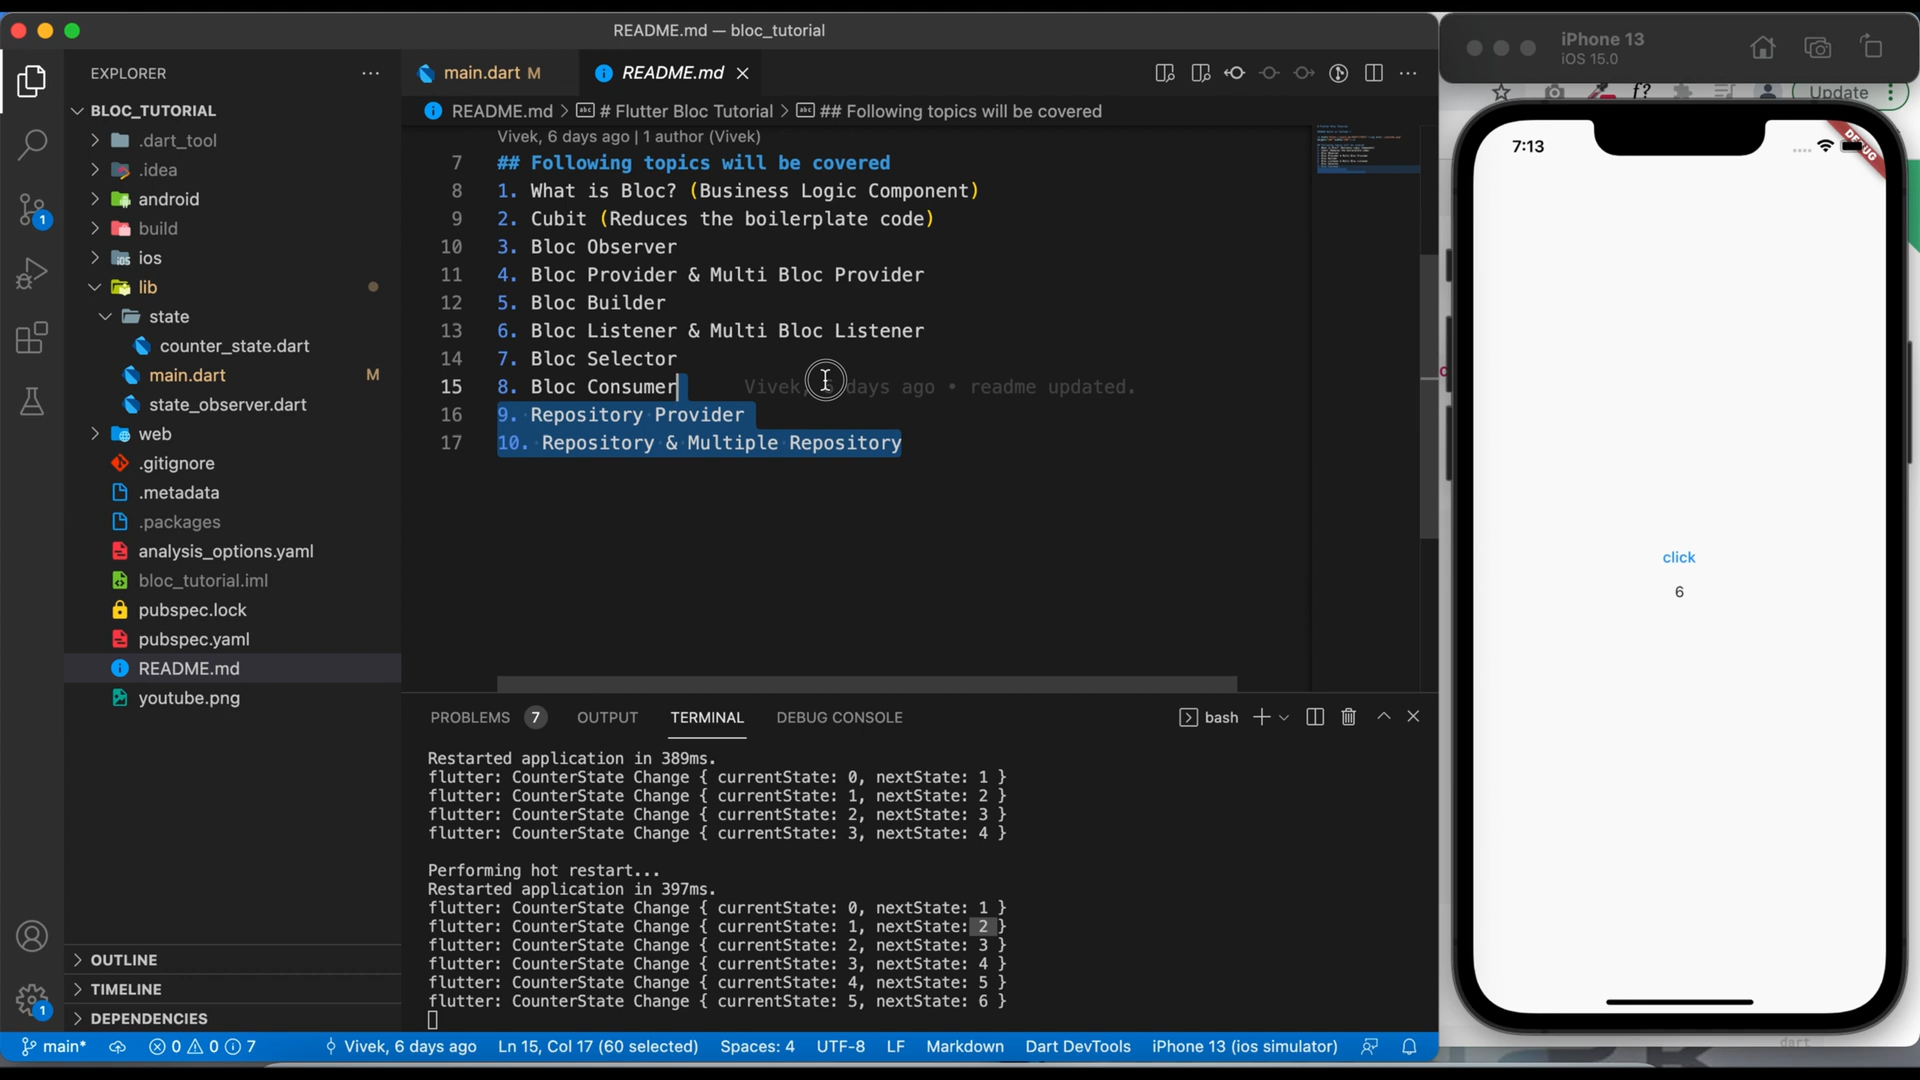 README.md — bloc_tutorial
iPhone 13
iOS 15.0
EXPLORER
main.dart M
README.md
Update
BLOC_TUTORIAL
README.md > # Flutter Bloc Tutorial > ## Following topics will be covered
.dart_tool
.idea
android
build
ios
lib
state
counter_state.dart
main.dart M
state_observer.dart
web
.gitignore
.metadata
.packages
analysis_options.yaml
bloc_tutorial.iml
pubspec.lock
pubspec.yaml
README.md
youtube.png
OUTLINE
TIMELINE
DEPENDENCIES
Vivek, 6 days ago | 1 author (Vivek)
7 ## Following topics will be covered
8 1. What is Bloc? (Business Logic Component)
9 2. Cubit (Reduces the boilerplate code)
10 3. Bloc Observer
11 4. Bloc Provider & Multi Bloc Provider
12 5. Bloc Builder
13 6. Bloc Listener & Multi Bloc Listener
14 7. Bloc Selector
15 8. Bloc Consumer Vivek, 6 days ago • readme updated.
16 9. Repository Provider
17 10. Repository & Multiple Repository
PROBLEMS 7 OUTPUT TERMINAL DEBUG CONSOLE
bash
Restarted application in 389ms.
flutter: CounterState Change { currentState: 0, nextState: 1 }
flutter: CounterState Change { currentState: 1, nextState: 2 }
flutter: CounterState Change { currentState: 2, nextState: 3 }
flutter: CounterState Change { currentState: 3, nextState: 4 }
Performing hot restart...
Restarted application in 397ms.
flutter: CounterState Change { currentState: 0, nextState: 1 }
flutter: CounterState Change { currentState: 1, nextState: 2 }
flutter: CounterState Change { currentState: 2, nextState: 3 }
flutter: CounterState Change { currentState: 3, nextState: 4 }
flutter: CounterState Change { currentState: 4, nextState: 5 }
flutter: CounterState Change { currentState: 5, nextState: 6 }
7:13
DEBUG
click
6
1
1
main* 0 0 7 Vivek, 6 days ago Ln 15, Col 17 (60 selected) Spaces: 4 UTF-8 LF Markdown Dart DevTools iPhone 13 (ios simulator)
dart